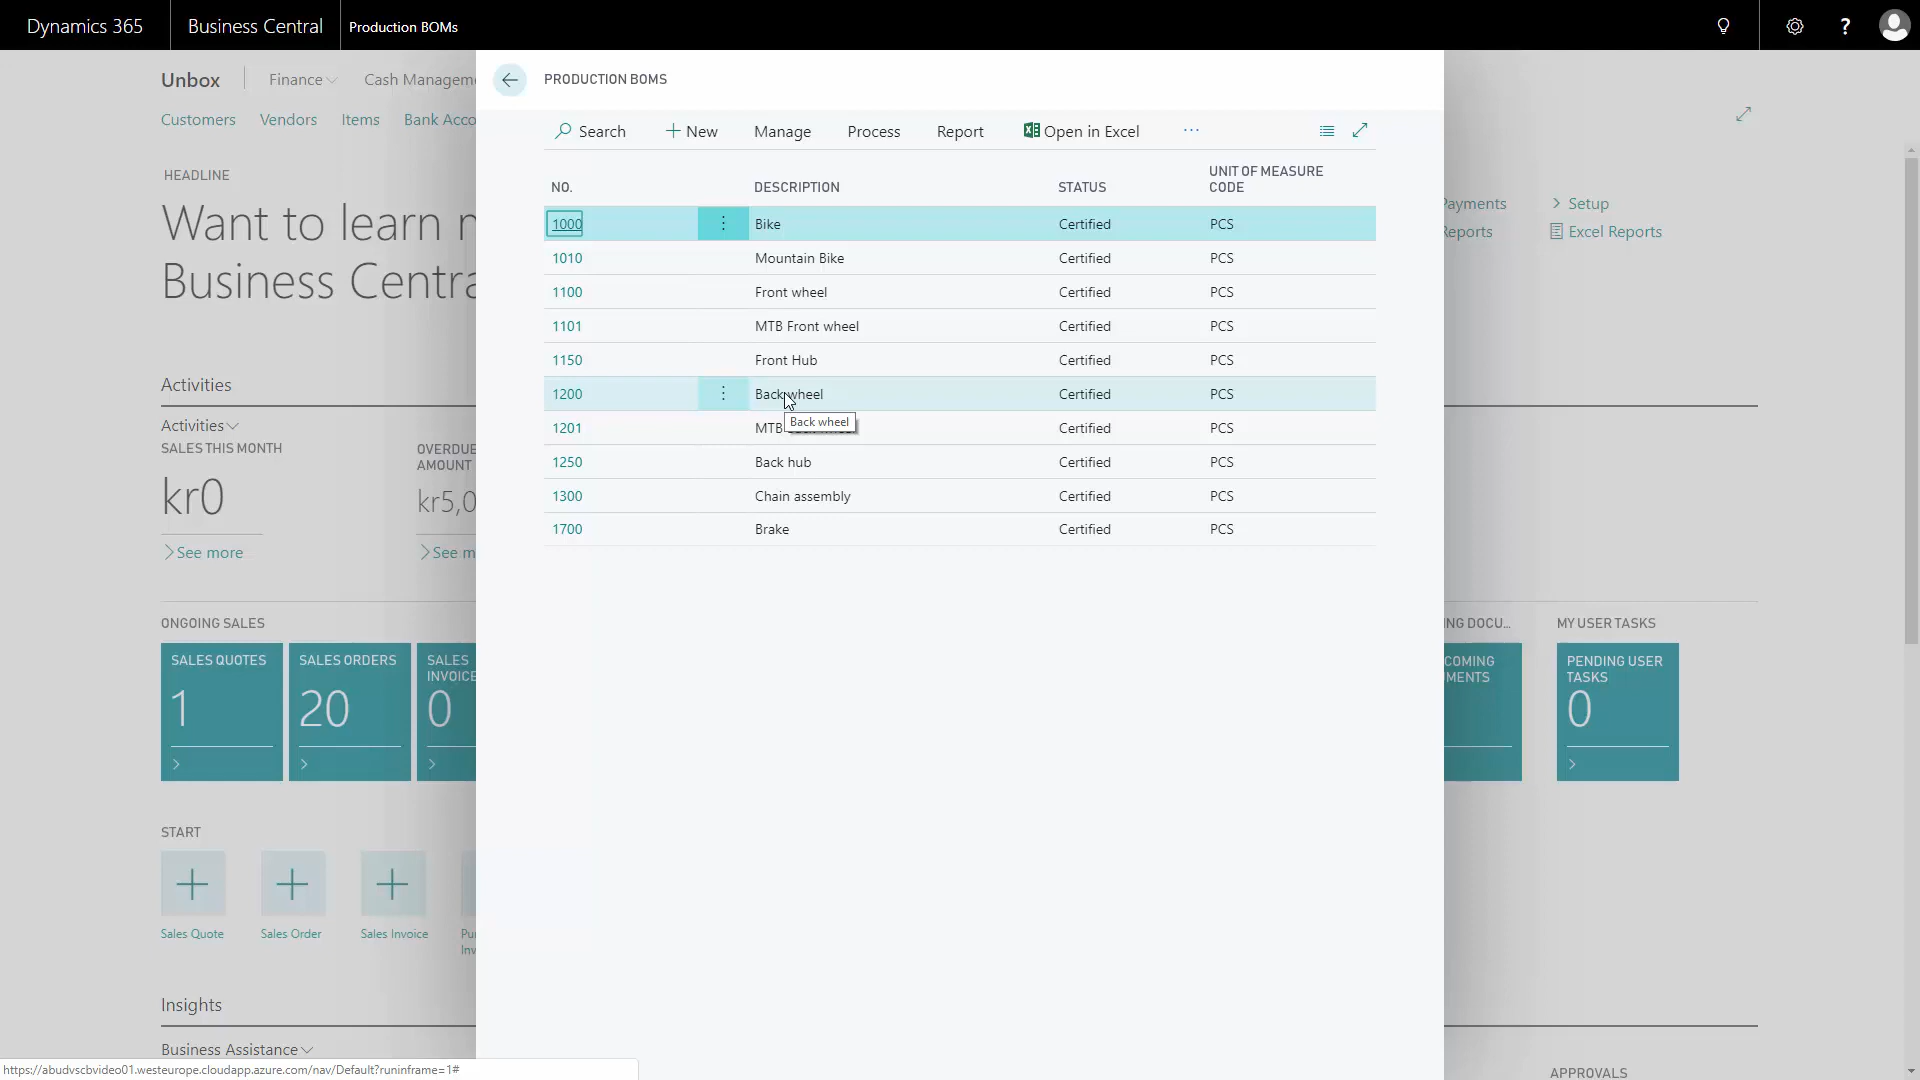 Dynamics 365 Business Central Production BOMs ?
Unbox Finance Cash Managem
PRODUCTION BOMS
Customers Vendors Items Bank Acco
Search New Manage Process Report Open in Excel ...
HEADLINE
Want to learn
Business Centra
Payments Setup
Reports Excel Reports
NO. DESCRIPTION STATUS UNIT OF MEASURE CODE
1000 Bike Certified PCS
1010 Mountain Bike Certified PCS
1100 Front wheel Certified PCS
1101 MTB Front wheel Certified PCS
1150 Front Hub Certified PCS
1200 Back wheel Certified PCS
Back wheel
1201 MTB Certified PCS
1250 Back hub Certified PCS
1300 Chain assembly Certified PCS
1700 Brake Certified PCS
Activities
Activities
SALES THIS MONTH OVERDUE
AMOUNT
kr0 kr5,0
See more See m
ONGOING SALES NG DOCU... MY USER TASKS
SALES QUOTES SALES ORDERS SALES
INVOICE COMING
MENTS PENDING USER
TASKS
1 20 0 0
START
Sales Quote Sales Order Sales Invoice Pu
Inv
Insights
Business Assistance
https://abudvscbvideo01.westeurope.cloudapp.azure.com/nav/Default?runinframe=1#
APPROVALS